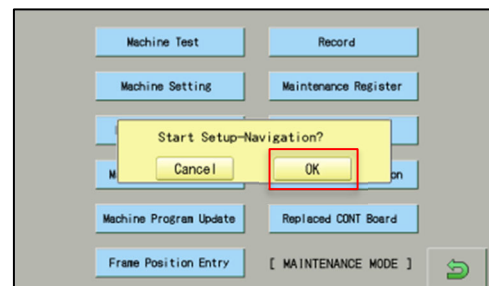 Machine Test
Record
Machine Setting
Maintenance Register
Start Setup-Navigation?
Cancel
OK
Machine Program Update
Replaced CONT Board
Frame Position Entry
[ MAINTENANCE MODE ]